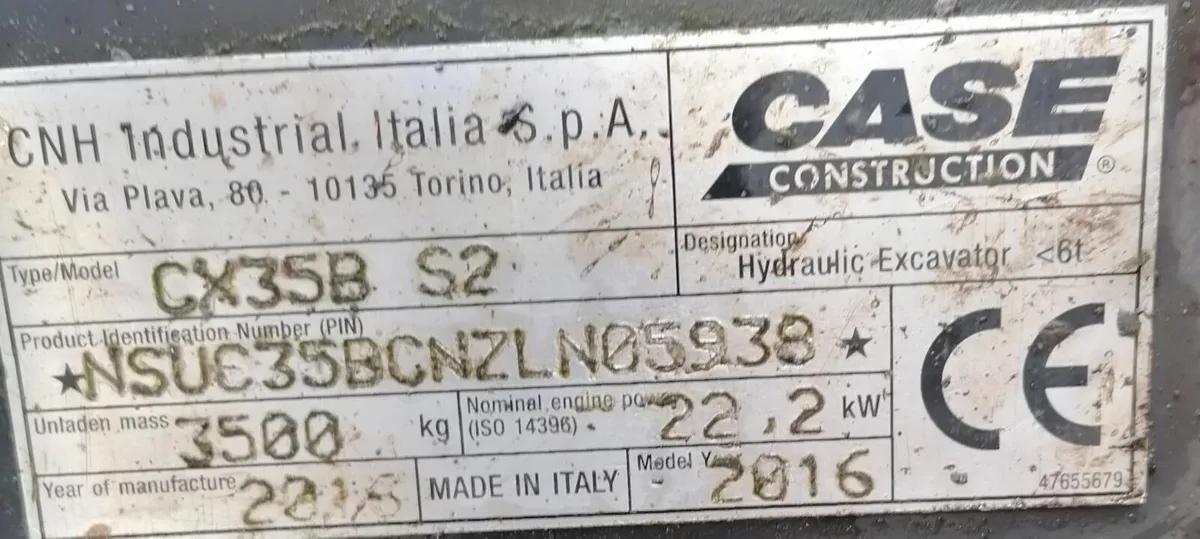 CNH Industrial Italia S.p.A.
Via Plava, 80 - 10135 Torino, Italia
CASE
CONSTRUCTION ®
Designation
Hydraulic Excavator <6t
Type/Model CX35B S2
Product Identification Number (PIN)
★NSUC35BCNZLN05938★
Unladen mass 3500 kg
Nominal engine power
(ISO 14396) 22.2 kW
Year of manufacture
MADE IN ITALY
Model 2016
CE
47655679